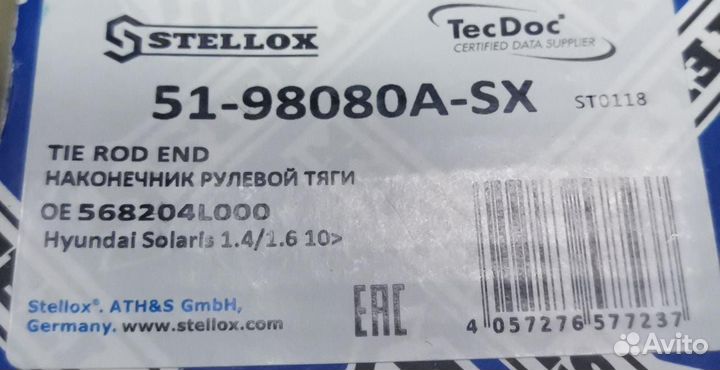 STELLOX
TecDoc
CERTIFIED DATA SUPPLIER
51-98080A-SX
ST0118
TIE ROD END
НАКОНЕЧНИК РУЛЕВОЙ ТЯГИ
OE 568204L000
Hyundai Solaris 1.4/1.6 10>
Stellox®. ATH&S GmbH,
Germany. www.stellox.com
EAC
4 057276 577237
Avito